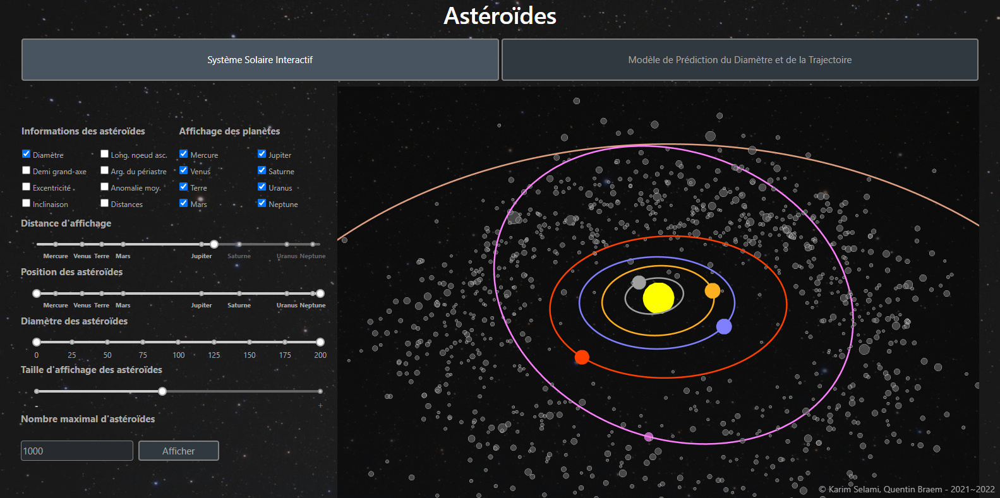 Astéroïdes
Système Solaire Interactif
Modèle de Prédiction du Diamètre et de la Trajectoire
Informations des astéroïdes
Affichage des planètes
Diamètre
Long. noeud asc.
Mercure
Jupiter
Demi grand-axe
Arg. du périastre
Venus
Saturne
Excentricité
Anomalie moy.
Terre
Uranus
Inclinaison
Distances
Mars
Neptune
Distance d'affichage
Mercure Venus Terre Mars Jupiter Saturne Uranus Neptune
Position des astéroïdes
Mercure Venus Terre Mars Jupiter Saturne Uranus Neptune
Diamètre des astéroïdes
0 25 50 75 100 125 150 175 200
Taille d'affichage des astéroïdes
- +
Nombre maximal d'astéroïdes
1000
Afficher
© Karim Selami, Quentin Braem - 2021~2022